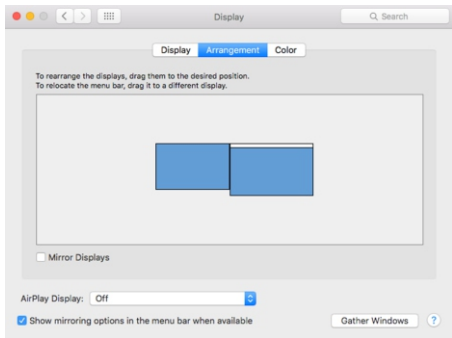 Display
Search
Display Arrangement Color
To rearrange the displays, drag them to the desired position.
To relocate the menu bar, drag it to a different display.
Mirror Displays
AirPlay Display: Off
Show mirroring options in the menu bar when available
Gather Windows ?